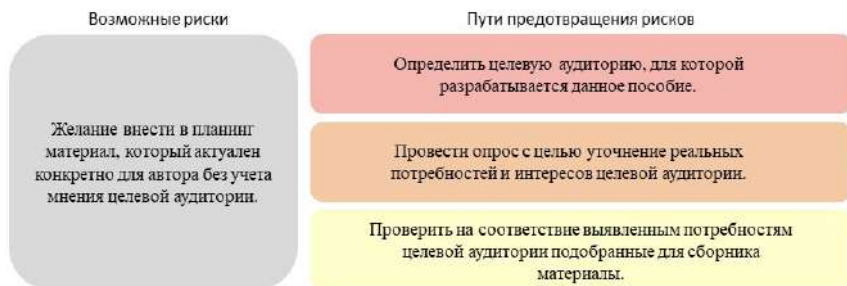 Возможные риски
Пути предотвращения рисков
Желание внести в планинг
материал, который актуален
конкретно для автора без учета
мнения целевой аудитории.
Определить целевую аудиторию, для которой
разрабатывается данное пособие.
Провести опрос с целью уточнение реальных
потребностей и интересов целевой аудитории.
Проверить на соответствие выявленным потребностям
целевой аудитории подобранные для сборника
материалы.